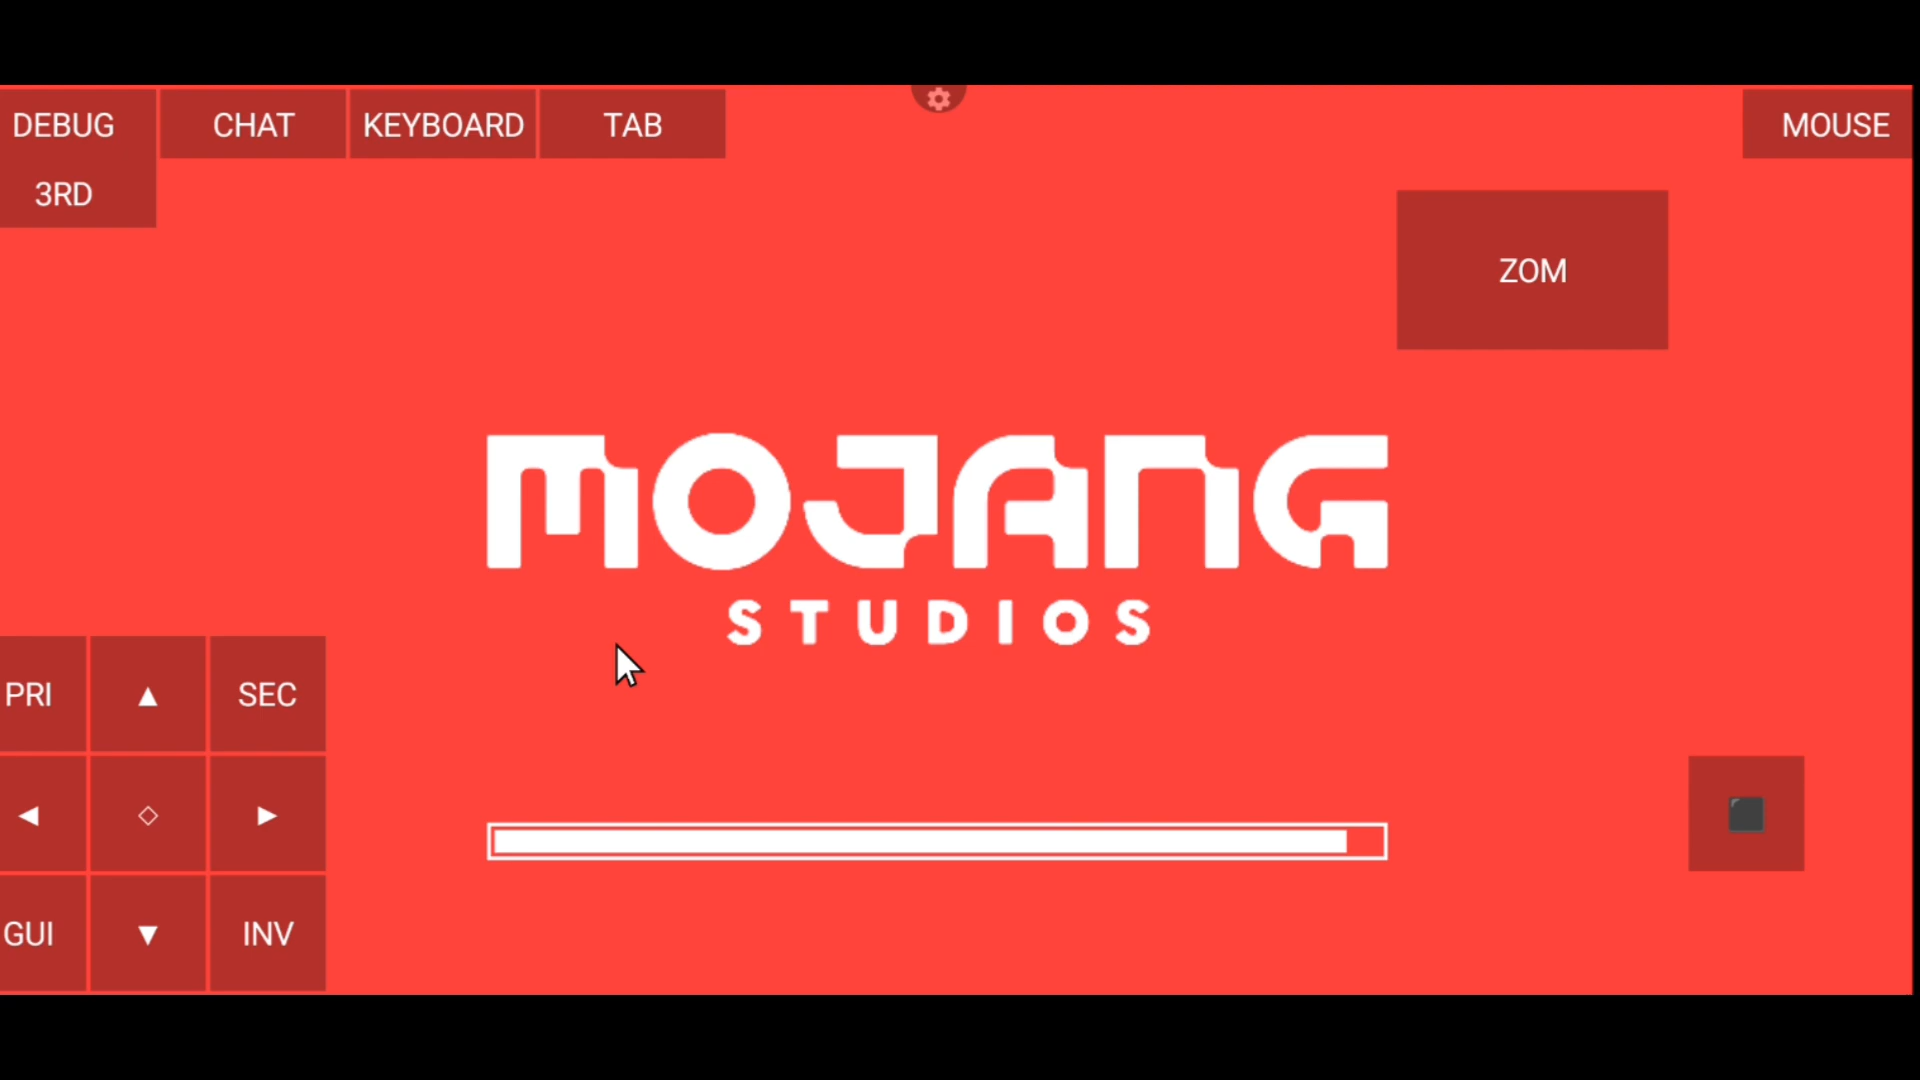 DEBUG CHAT KEYBOARD TAB MOUSE
3RD
ZOM
MOJANG
STUDIOS
PRI ▲ SEC
◀ ◇ ▶
GUI ▼ INV